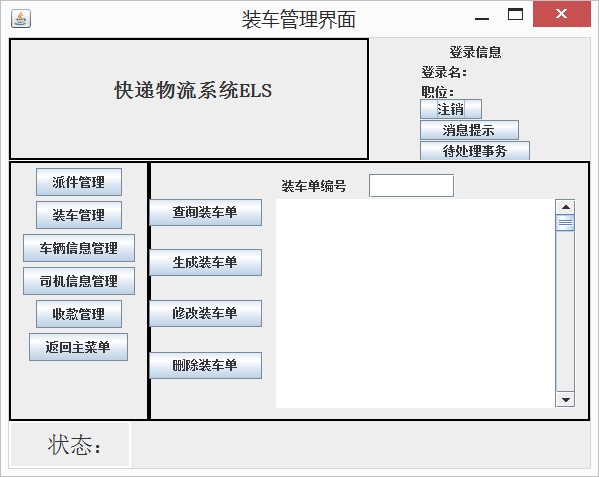 装车管理界面
快递物流系统ELS
登录信息
登录名：
职位：
注销
消息提示
待处理事务
派件管理
装车管理
车辆信息管理
司机信息管理
收款管理
返回主菜单
装车单编号
查询装车单
生成装车单
修改装车单
删除装车单
状态：